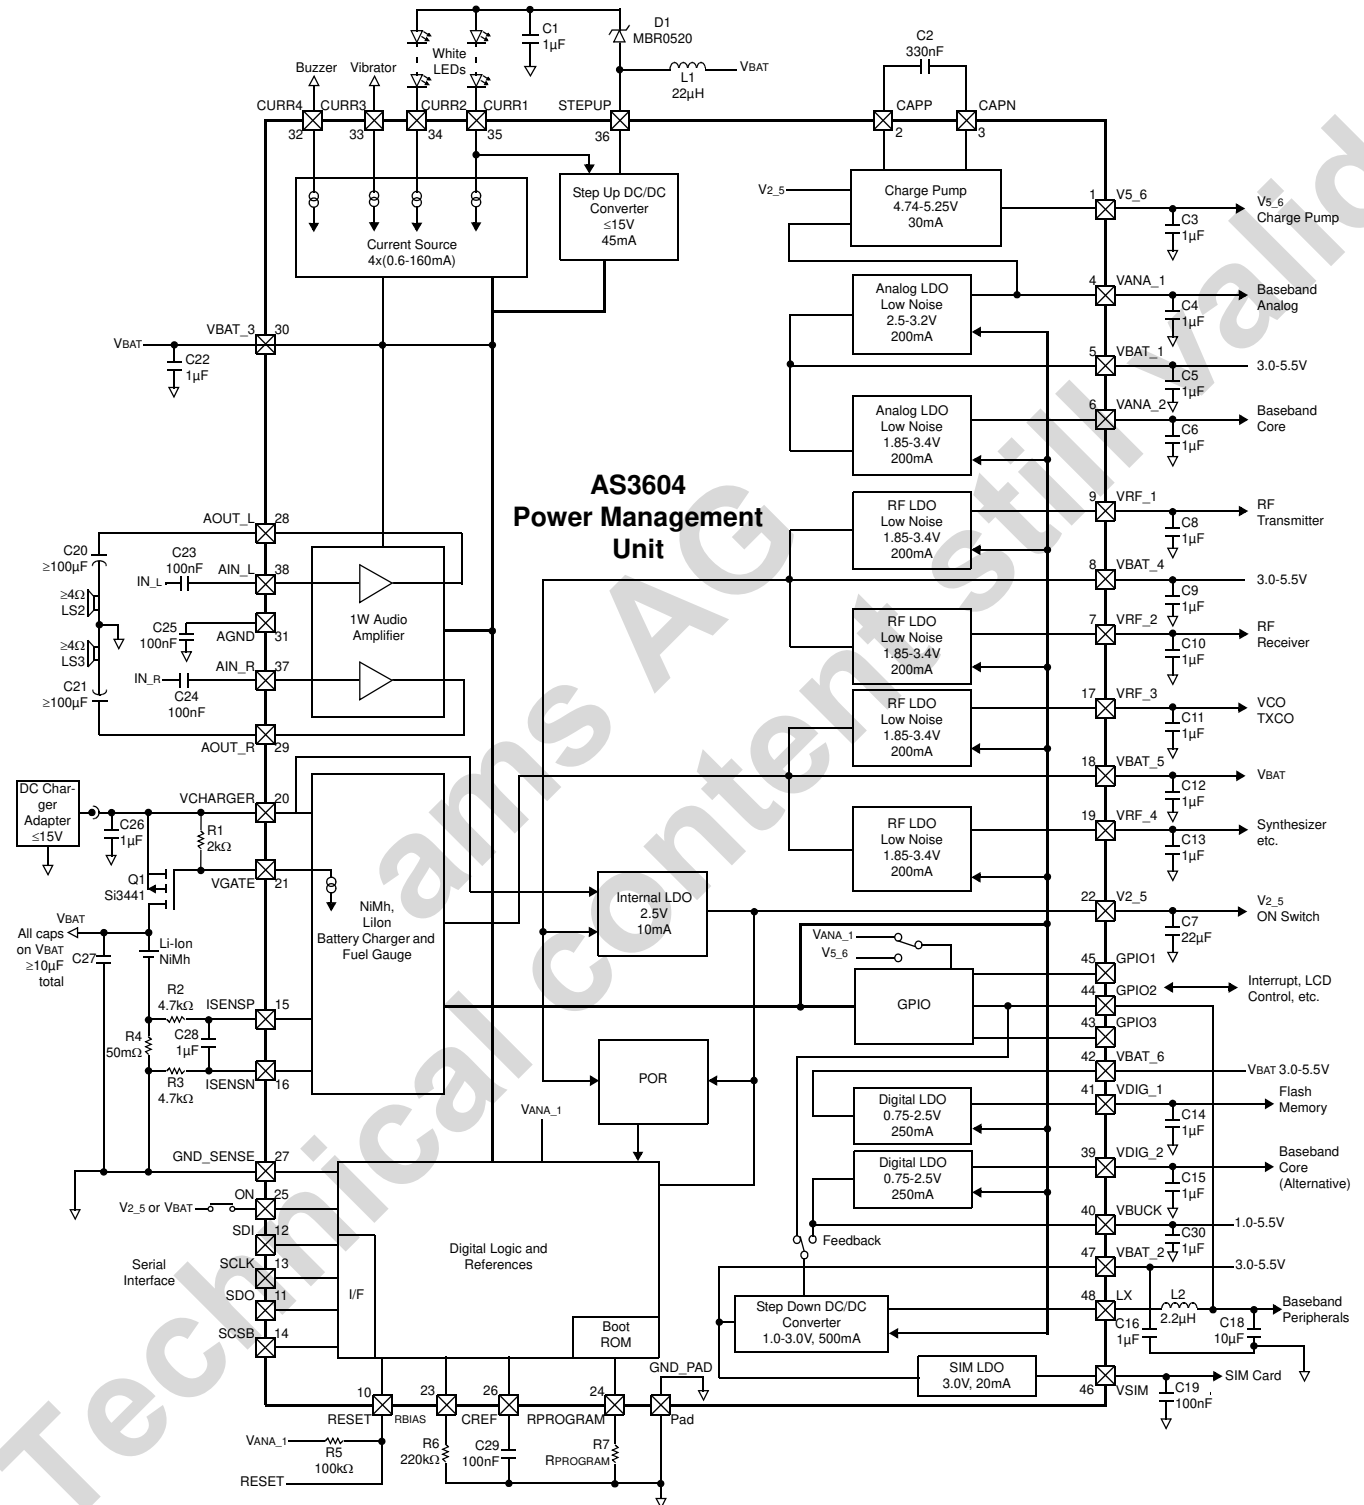 D1
MBR0520
C1
1µF
White
LEDs
C2
330nF
Buzzer
Vibrator
L1
22µH
VBAT
CURR4
CURR3
CURR2
CURR1
STEPUP
CAPP
CAPN
32
33
34
35
36
2
3
Current Source
4x(0.6-160mA)
Step Up DC/DC
Converter
≤15V
45mA
V2_5
Charge Pump
4.74-5.25V
30mA
1
V5_6
C3
1µF
V5_6
Charge Pump
Analog LDO
Low Noise
2.5-3.2V
200mA
4
VANA_1
C4
1µF
Baseband
Analog
5
VBAT_1
C5
1µF
3.0-5.5V
Analog LDO
Low Noise
1.85-3.4V
200mA
6
VANA_2
C6
1µF
Baseband
Core
VBAT
VBAT_3
30
C22
1µF
AS3604
Power Management
Unit
RF LDO
Low Noise
1.85-3.4V
200mA
9
VRF_1
C8
1µF
RF
Transmitter
8
VBAT_4
C9
1µF
3.0-5.5V
RF LDO
Low Noise
1.85-3.4V
200mA
7
VRF_2
C10
1µF
RF
Receiver
RF LDO
Low Noise
1.85-3.4V
200mA
17
VRF_3
C11
1µF
VCO
TXCO
18
VBAT_5
C12
1µF
VBAT
RF LDO
Low Noise
1.85-3.4V
200mA
19
VRF_4
C13
1µF
Synthesizer
etc.
AOUT_L
28
C20
≥100µF
C23
100nF
IN_L
AIN_L
38
≥4Ω
LS2
C25
100nF
AGND
31
≥4Ω
LS3
AIN_R
37
IN_R
C24
100nF
C21
≥100µF
AOUT_R
29
1W Audio
Amplifier
DC Char-
ger
Adapter
≤15V
VCHARGER
20
C26
1µF
R1
2kΩ
Q1
Si3441
VGATE
21
VBAT
All caps
on VBAT
≥10µF
total
C27
Li-Ion
NiMh
NiMh,
LiIon
Battery Charger and
Fuel Gauge
R2
4.7kΩ
ISENSP
15
R4
50mΩ
C28
1µF
R3
4.7kΩ
ISENSN
16
Internal LDO
2.5V
10mA
22
V2_5
C7
22µF
V2_5
ON Switch
VANA_1
V5_6
GPIO
45
GPIO1
44
GPIO2
43
GPIO3
Interrupt, LCD
Control, etc.
POR
VANA_1
42
VBAT_6
VBAT 3.0-5.5V
Digital LDO
0.75-2.5V
250mA
41
VDIG_1
C14
1µF
Flash
Memory
Digital LDO
0.75-2.5V
250mA
39
VDIG_2
C15
1µF
Baseband
Core
(Alternative)
40
VBUCK
C30
1µF
1.0-5.5V
Feedback
47
VBAT_2
3.0-5.5V
Step Down DC/DC
Converter
1.0-3.0V, 500mA
48
LX
L2
2.2µH
C16
1µF
C18
10µF
Baseband
Peripherals
SIM LDO
3.0V, 20mA
46
VSIM
C19
100nF
SIM Card
GND_SENSE
27
V2_5 or VBAT
ON
25
SDI
12
Serial
Interface
SCLK
13
SDO
11
SCSB
14
I/F
Digital Logic and
References
Boot
ROM
GND_PAD
10
23
26
24
RESET
RBIAS
CREF
RPROGRAM
Pad
VANA_1
R5
100kΩ
RESET
R6
220kΩ
C29
100nF
R7
RPROGRAM
ams AG
Technical content still valid